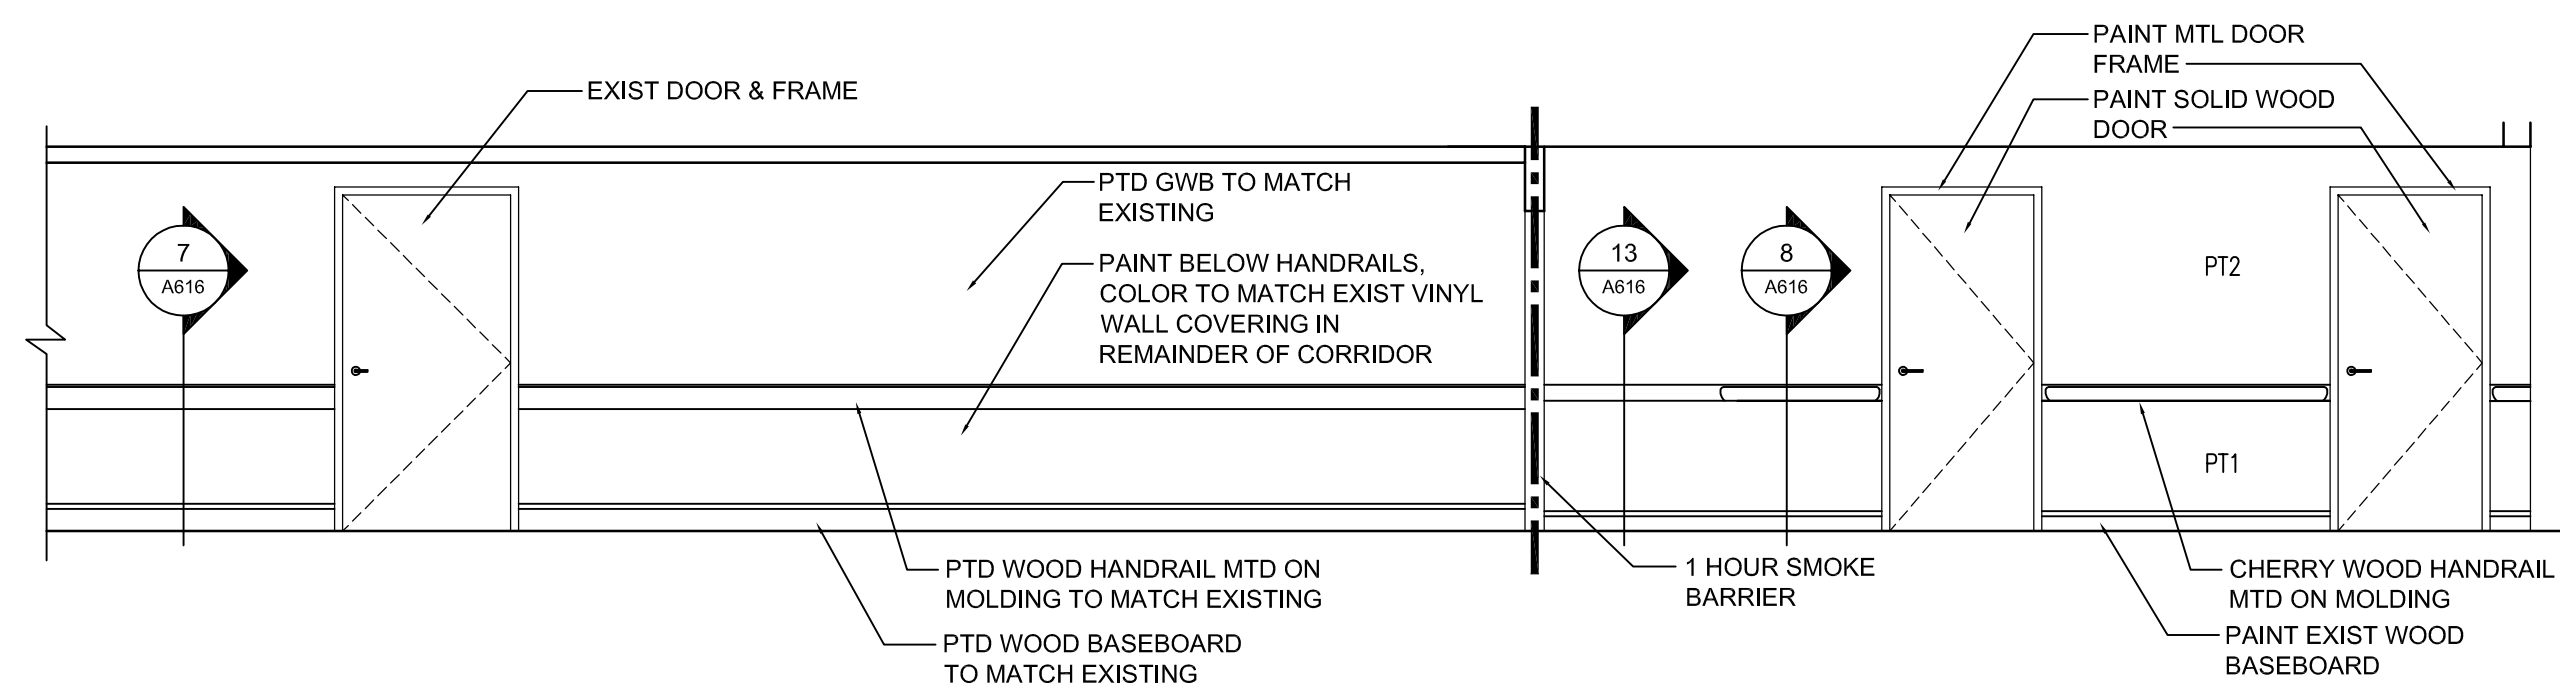 PAINT MTL DOOR
FRAME
PAINT SOLID WOOD
DOOR
EXIST DOOR & FRAME
PTD GWB TO MATCH
EXISTING
PAINT BELOW HANDRAILS,
COLOR TO MATCH EXIST VINYL
WALL COVERING IN
REMAINDER OF CORRIDOR
7
A616
13
A616
8
A616
PT2
PT1
PTD WOOD HANDRAIL MTD ON
MOLDING TO MATCH EXISTING
PTD WOOD BASEBOARD
TO MATCH EXISTING
1 HOUR SMOKE
BARRIER
CHERRY WOOD HANDRAIL
MTD ON MOLDING
PAINT EXIST WOOD
BASEBOARD